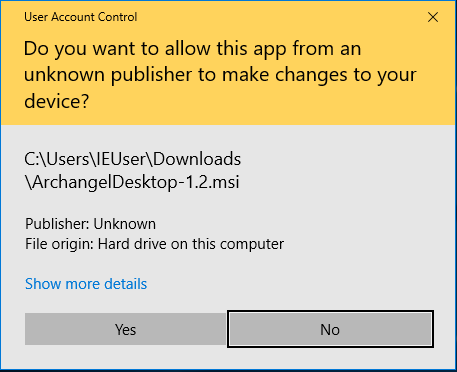 User Account Control
Do you want to allow this app from an
unknown publisher to make changes to your
device?
C:\Users\IEUser\Downloads
\ArchangelDesktop-1.2.msi
Publisher: Unknown
File origin: Hard drive on this computer
Show more details
Yes
No